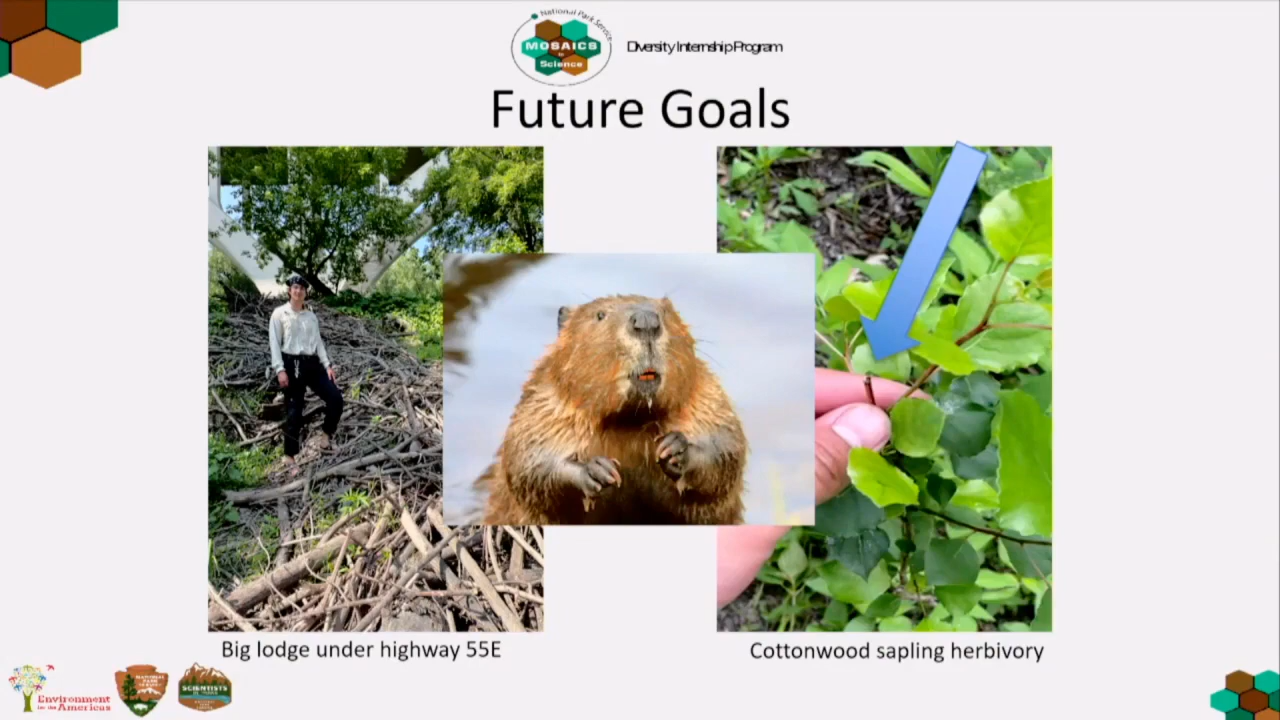 National Park Service
MOSAICS
in
Science
Diversity Internship Program
Future Goals
Big lodge under highway 55E
Cottonwood sapling herbivory
Environment
for the Americas
NATIONAL
PARK
SERVICE
SCIENTISTS
IN PARKS